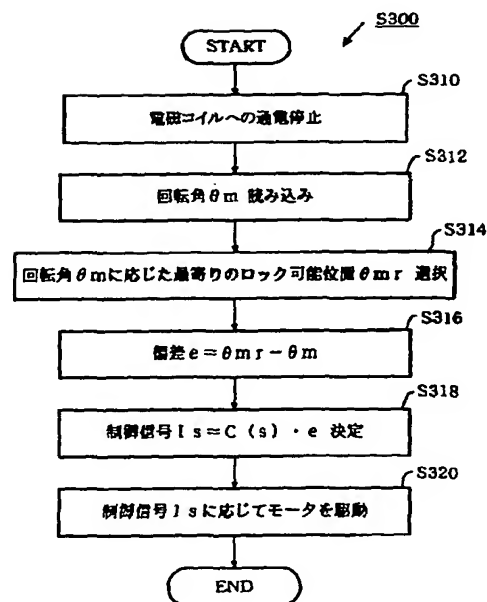 START
S300
S310
電磁コイルへの通電停止
S312
回転角θm 読み込み
S314
回転角θmに応じた最寄りのロック可能位置θmr 選択
S316
偏差e=θmr-θm
S318
制御信号Is=C(s)・e 決定
S320
制御信号Isに応じてモータを駆動
END